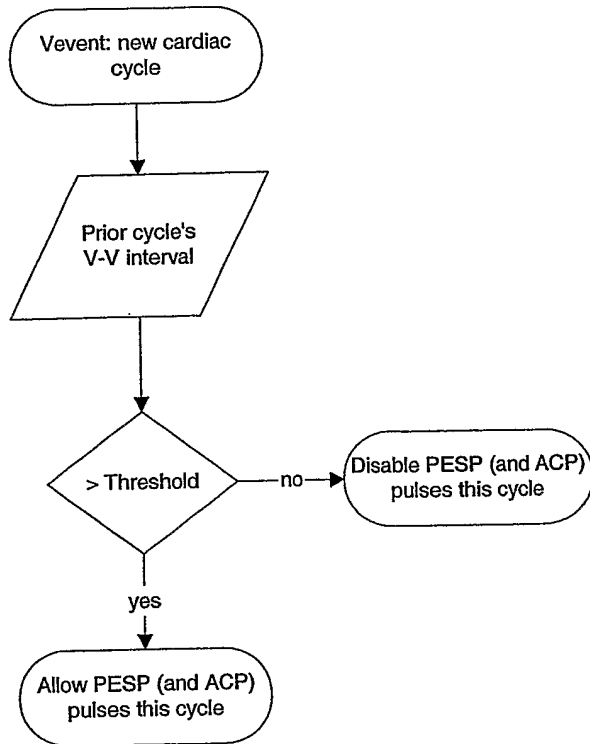 Vevent: new cardiac
cycle
Prior cycle's
V-V interval
> Threshold
no
Disable PESP (and ACP)
pulses this cycle
yes
Allow PESP (and ACP)
pulses this cycle